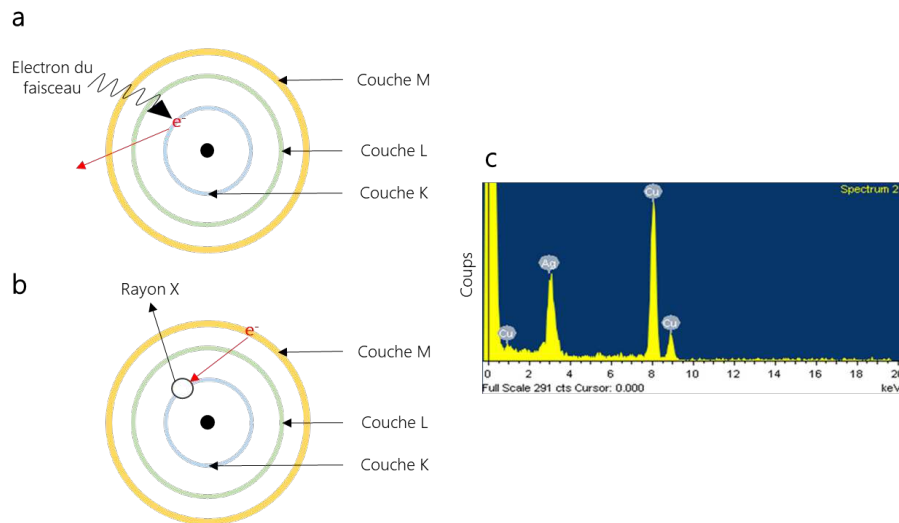 a
Electron du
faisceau
e-
Couche M
Couche L
Couche K
b
Rayon X
e-
Couche M
Couche L
Couche K
c
Spectrum 2
Coups
Cu
Ag
Cu
Cu
0 2 4 6 8 10 12 14 16 18 20
Full Scale 291 cts Cursor: 0.000
keV